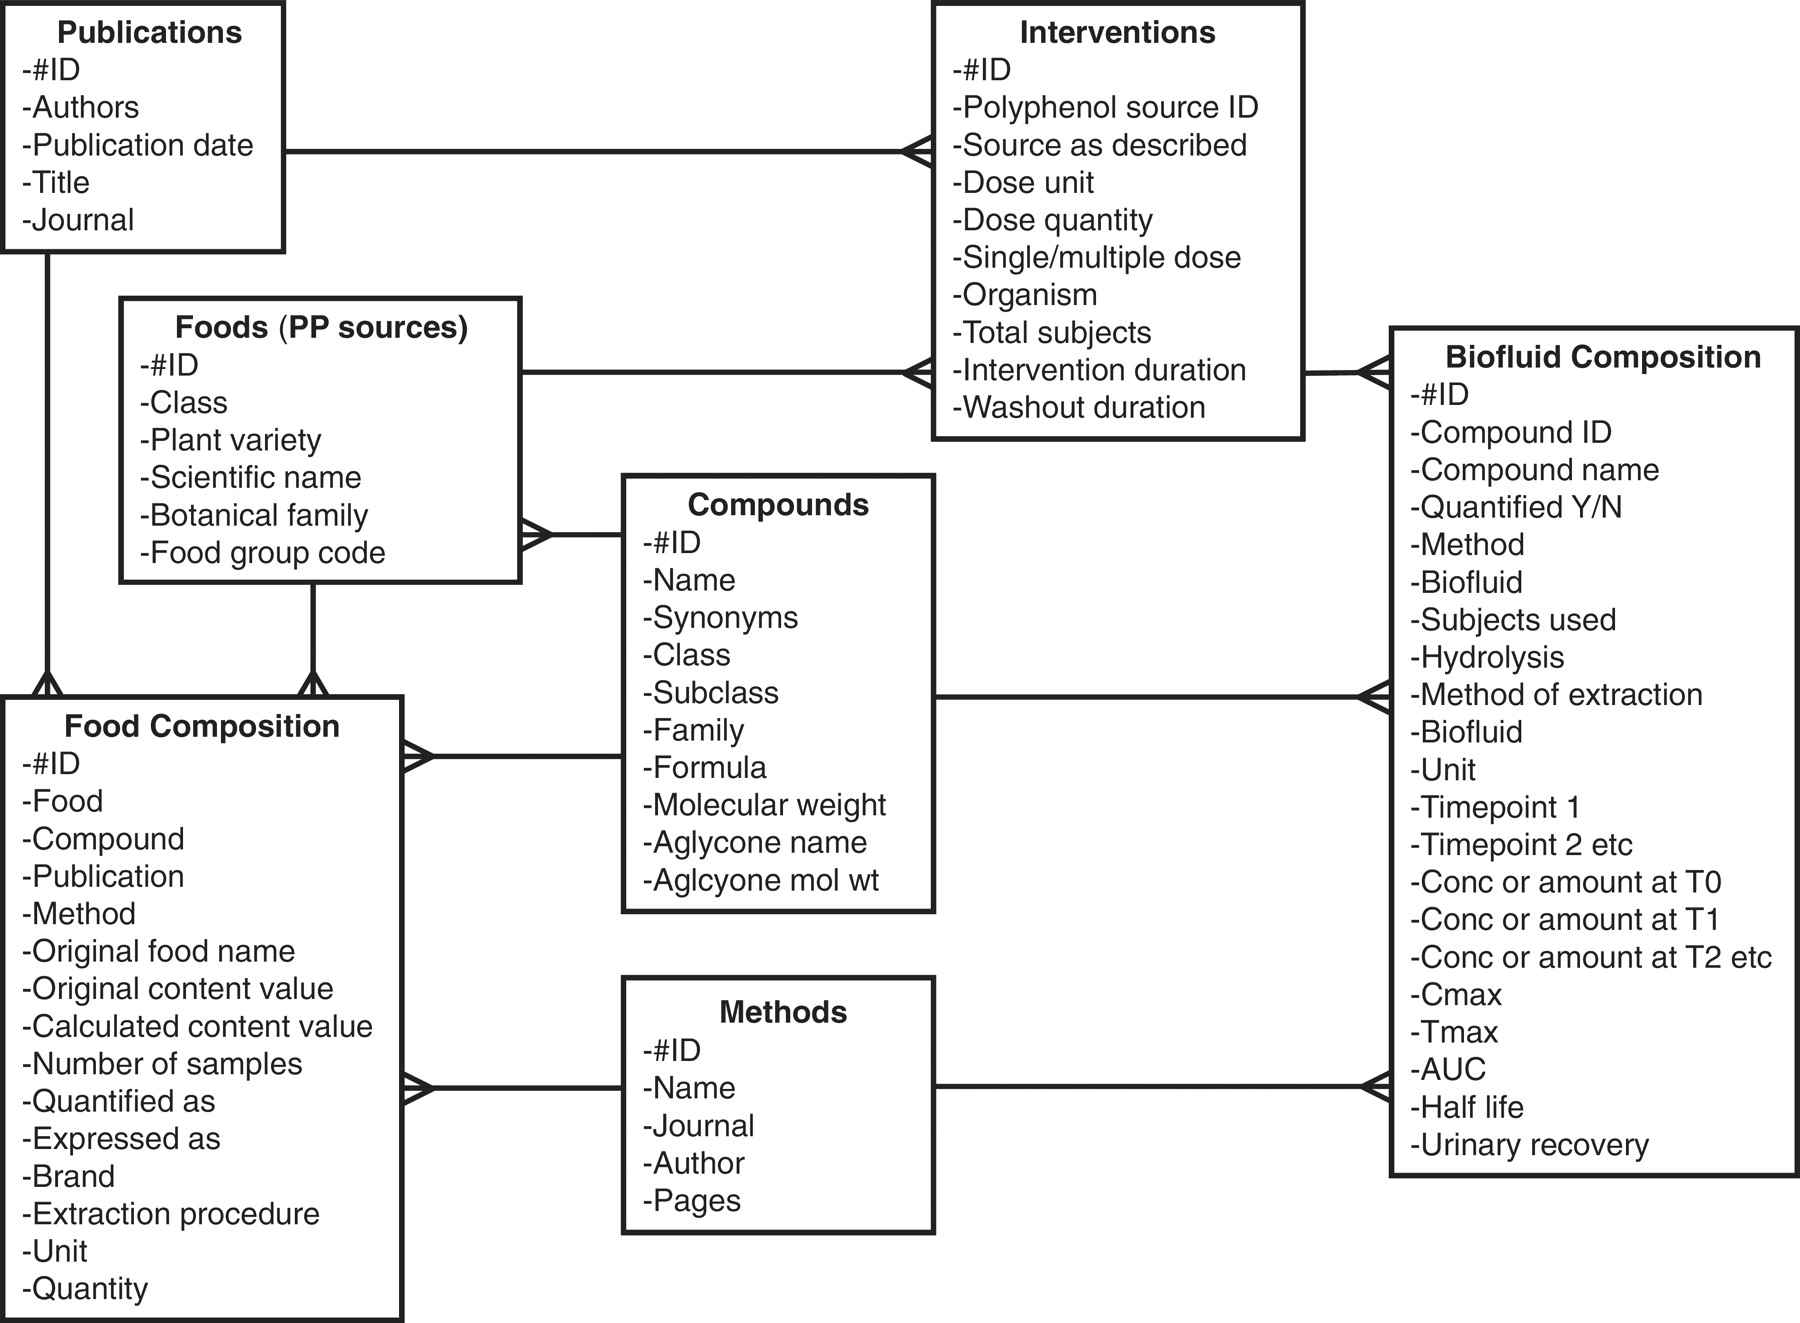 Publications
-#ID
-Authors
-Publication date
-Title
-Journal
Interventions
-#ID
-Polyphenol source ID
-Source as described
-Dose unit
-Dose quantity
-Single/multiple dose
-Organism
-Total subjects
-Intervention duration
-Washout duration
Foods (PP sources)
-#ID
-Class
-Plant variety
-Scientific name
-Botanical family
-Food group code
Compounds
-#ID
-Name
-Synonyms
-Class
-Subclass
-Family
-Formula
-Molecular weight
-Aglycone name
-Aglcyone mol wt
Biofluid Composition
-#ID
-Compound ID
-Compound name
-Quantified Y/N
-Method
-Biofluid
-Subjects used
-Hydrolysis
-Method of extraction
-Biofluid
-Unit
-Timepoint 1
-Timepoint 2 etc
-Conc or amount at T0
-Conc or amount at T1
-Conc or amount at T2 etc
-Cmax
-Tmax
-AUC
-Half life
-Urinary recovery
Food Composition
-#ID
-Food
-Compound
-Publication
-Method
-Original food name
-Original content value
-Calculated content value
-Number of samples
-Quantified as
-Expressed as
-Brand
-Extraction procedure
-Unit
-Quantity
Methods
-#ID
-Name
-Journal
-Author
-Pages